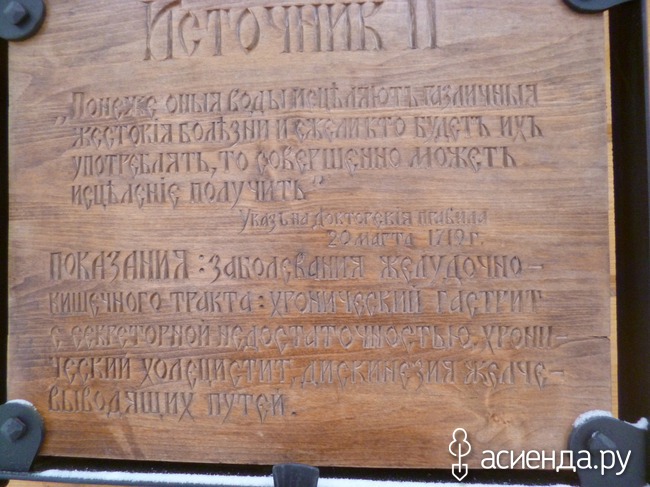 Источник II
„Понеже оныя воды исцѣляютъ различныя
жестокія болѣзни и ежели кто будетъ ихъ
употреблять, то совершенно можетъ
исцѣленіе получить“
Указъ на Докторскія правила
20 марта 1719 г.
Показания: заболевания желудочно-
кишечного тракта: хронический гастрит
с секреторной недостаточностью, хрони-
ческий холецистит, дискинезия желче-
выводящих путей.
асиенда.ру